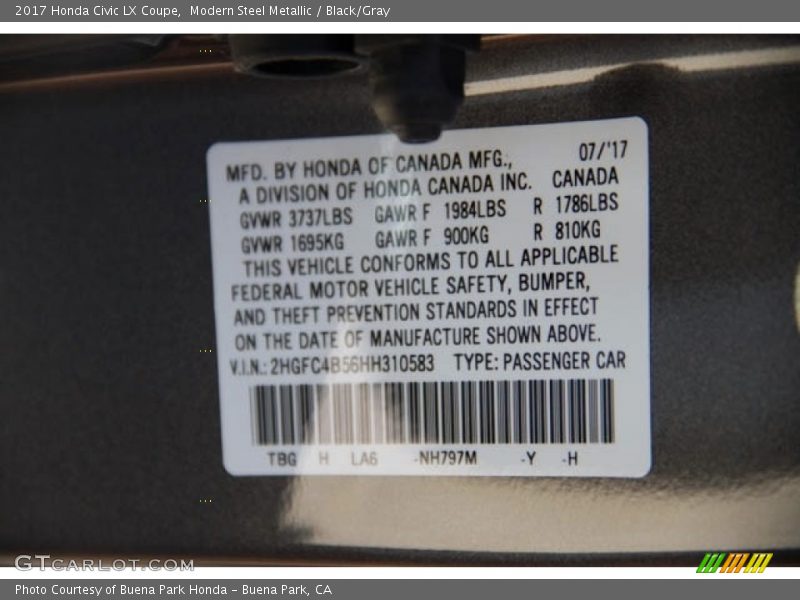 2017 Honda Civic LX Coupe,  Modern Steel Metallic / Black/Gray
07/'17
MFD. BY HONDA OF CANADA MFG.,
A DIVISION OF HONDA CANADA INC. CANADA
GVWR 3737LBS GAWR F 1984LBS R 1786LBS
GVWR 1695KG GAWR F 900KG R 810KG
THIS VEHICLE CONFORMS TO ALL APPLICABLE
FEDERAL MOTOR VEHICLE SAFETY, BUMPER,
AND THEFT PREVENTION STANDARDS IN EFFECT
ON THE DATE OF MANUFACTURE SHOWN ABOVE.
V.I.N.: 2HGFC4B56HH310583 TYPE: PASSENGER CAR
TBG H LA6 -NH797M -Y -H
GTCARLOT.COM
Photo Courtesy of Buena Park Honda – Buena Park, CA